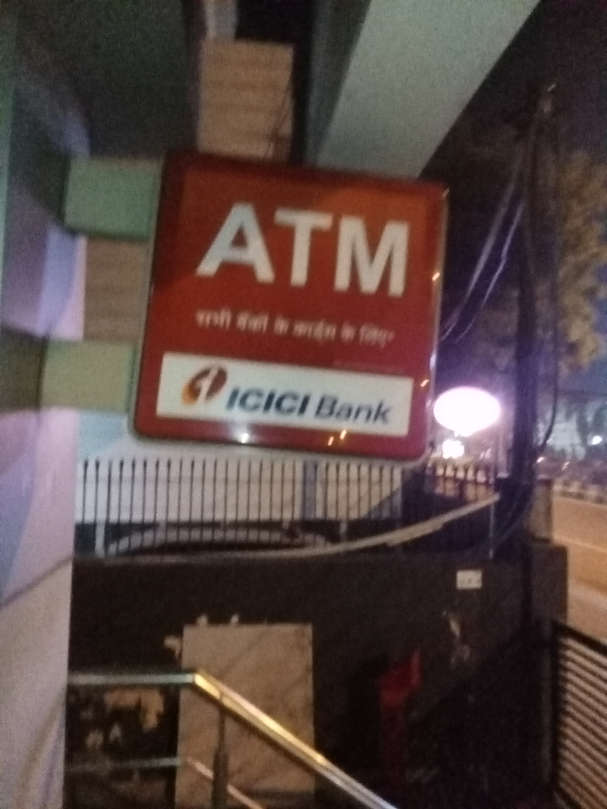 ATM
सभी बैंकों के कार्ड्स के लिए*
ICICI Bank